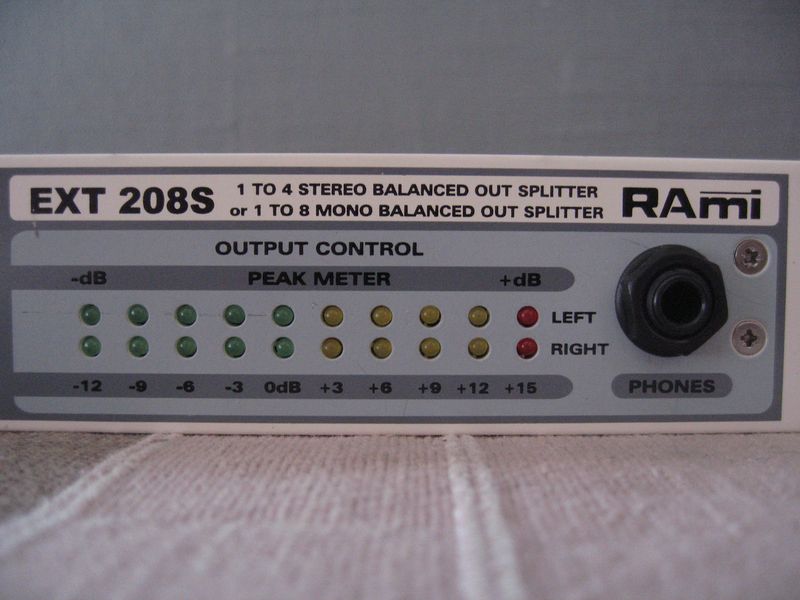 EXT 208S
1 TO 4 STEREO BALANCED OUT SPLITTER
or 1 TO 8 MONO BALANCED OUT SPLITTER
RAmi
OUTPUT CONTROL
-dB PEAK METER +dB
LEFT
RIGHT
-12 -9 -6 -3 0dB +3 +6 +9 +12 +15
PHONES